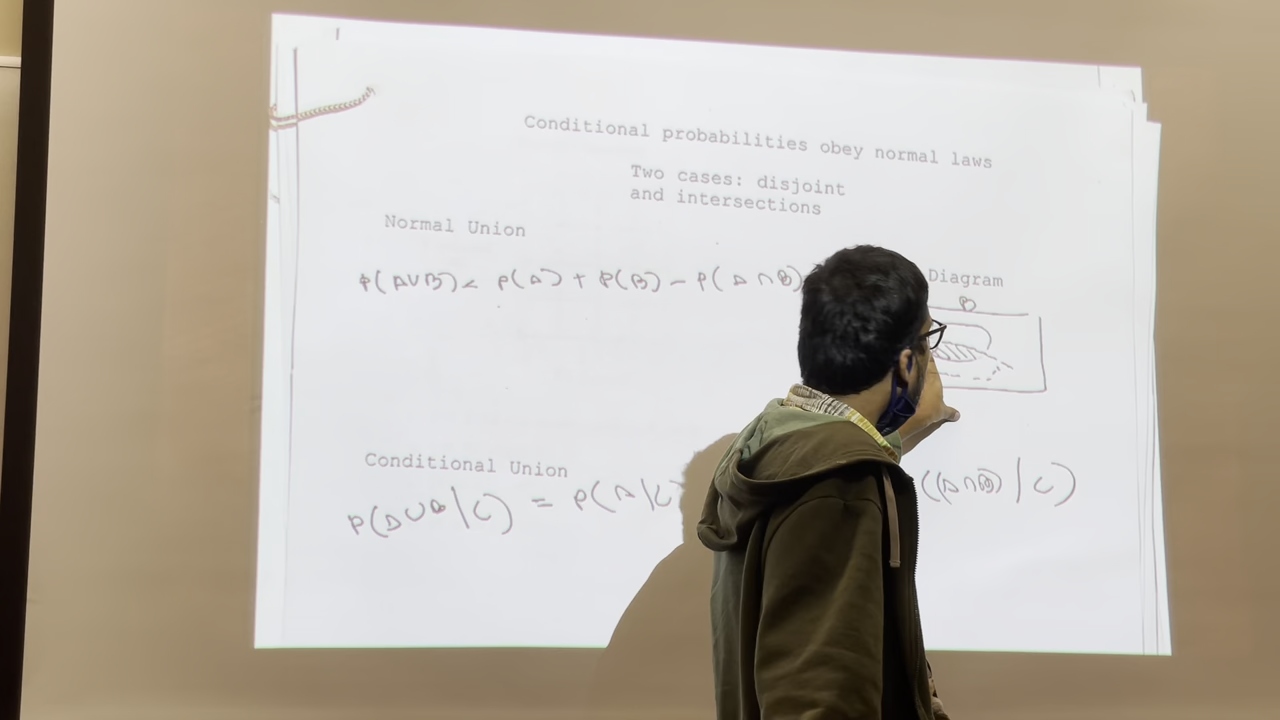 Conditional probabilities obey normal laws
Two cases: disjoint
and intersections
Normal Union
P(A∪B) = P(A) + P(B) - P(A ∩ B)
Diagram
B
Conditional Union
P(A∪B|C) = P(A|C)
((A∩B)|C)